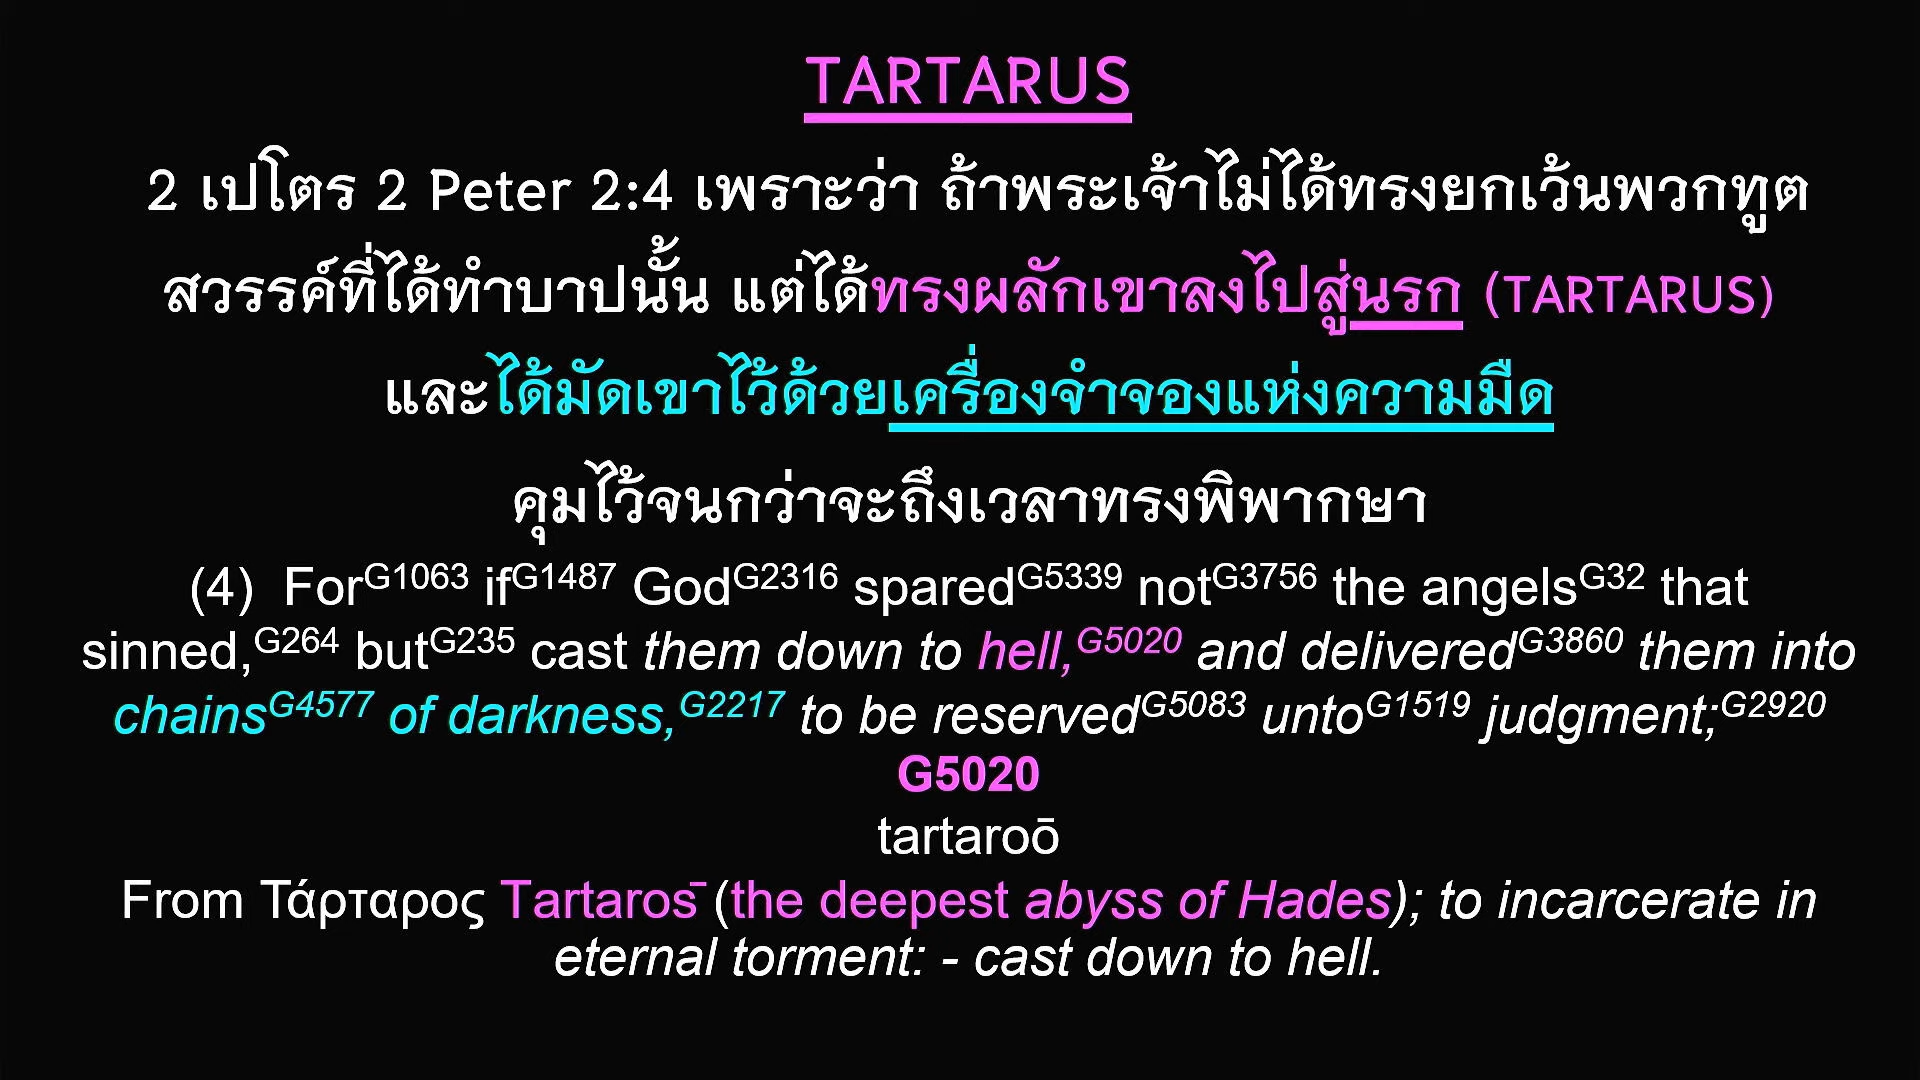 TARTARUS
2 เปโตร 2 Peter 2:4 เพราะว่า ถ้าพระเจ้าไม่ได้ทรงยกเว้นพวกทูต
สวรรค์ที่ได้ทำบาปนั้น แต่ได้ทรงผลักเขาลงไปสู่นรก (TARTARUS)
และได้มัดเขาไว้ด้วยเครื่องจำจองแห่งความมืด
คุมไว้จนกว่าจะถึงเวลาทรงพิพากษา
(4) ForG1063 ifG1487 GodG2316 sparedG5339 notG3756 the angelsG32 that
sinned,G264 butG235 cast them down to hell,G5020 and deliveredG3860 them into
chainsG4577 of darkness,G2217 to be reservedG5083 untoG1519 judgment;G2920
G5020
tartaroō
From Τάρταρος Tartaros̄ (the deepest abyss of Hades); to incarcerate in
eternal torment: - cast down to hell.